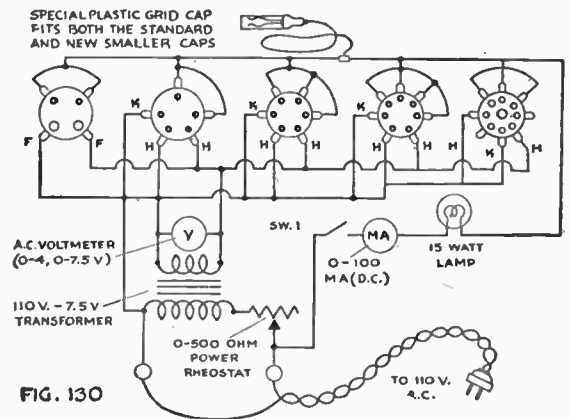 SPECIAL PLASTIC GRID CAP
FITS BOTH THE STANDARD
AND NEW SMALLER CAPS
F
F
K
H
H
K
H
H
K
H
H
H
K
H
A.C. VOLTMETER
(0-4, 0-7.5 V)
V
SW. 1
MA
0-100
MA (D.C.)
15 WATT
LAMP
110 V. - 7.5 V
TRANSFORMER
0-500 OHM
POWER
RHEOSTAT
TO 110 V.
A.C.
FIG. 130